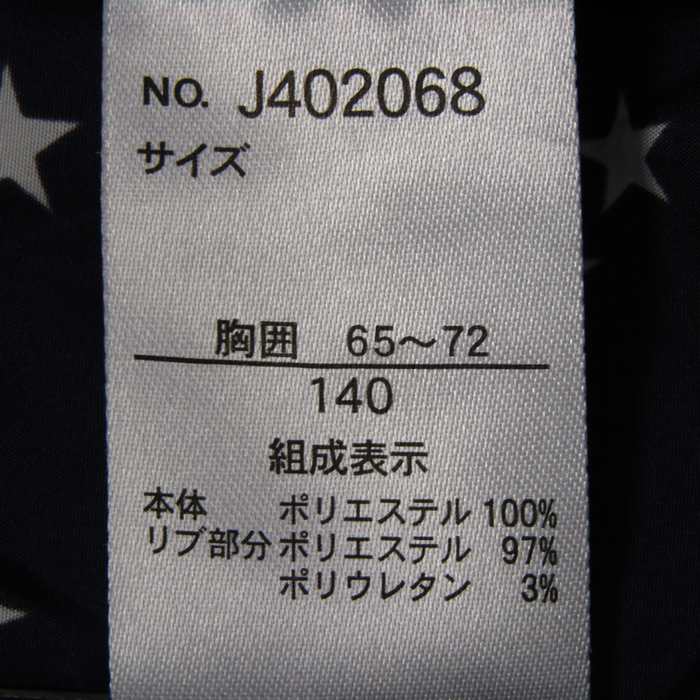 NO. J402068
サイズ
胸囲 65〜72
140
組成表示
本体 ポリエステル 100%
リブ部分 ポリエステル 97%
ポリウレタン 3%